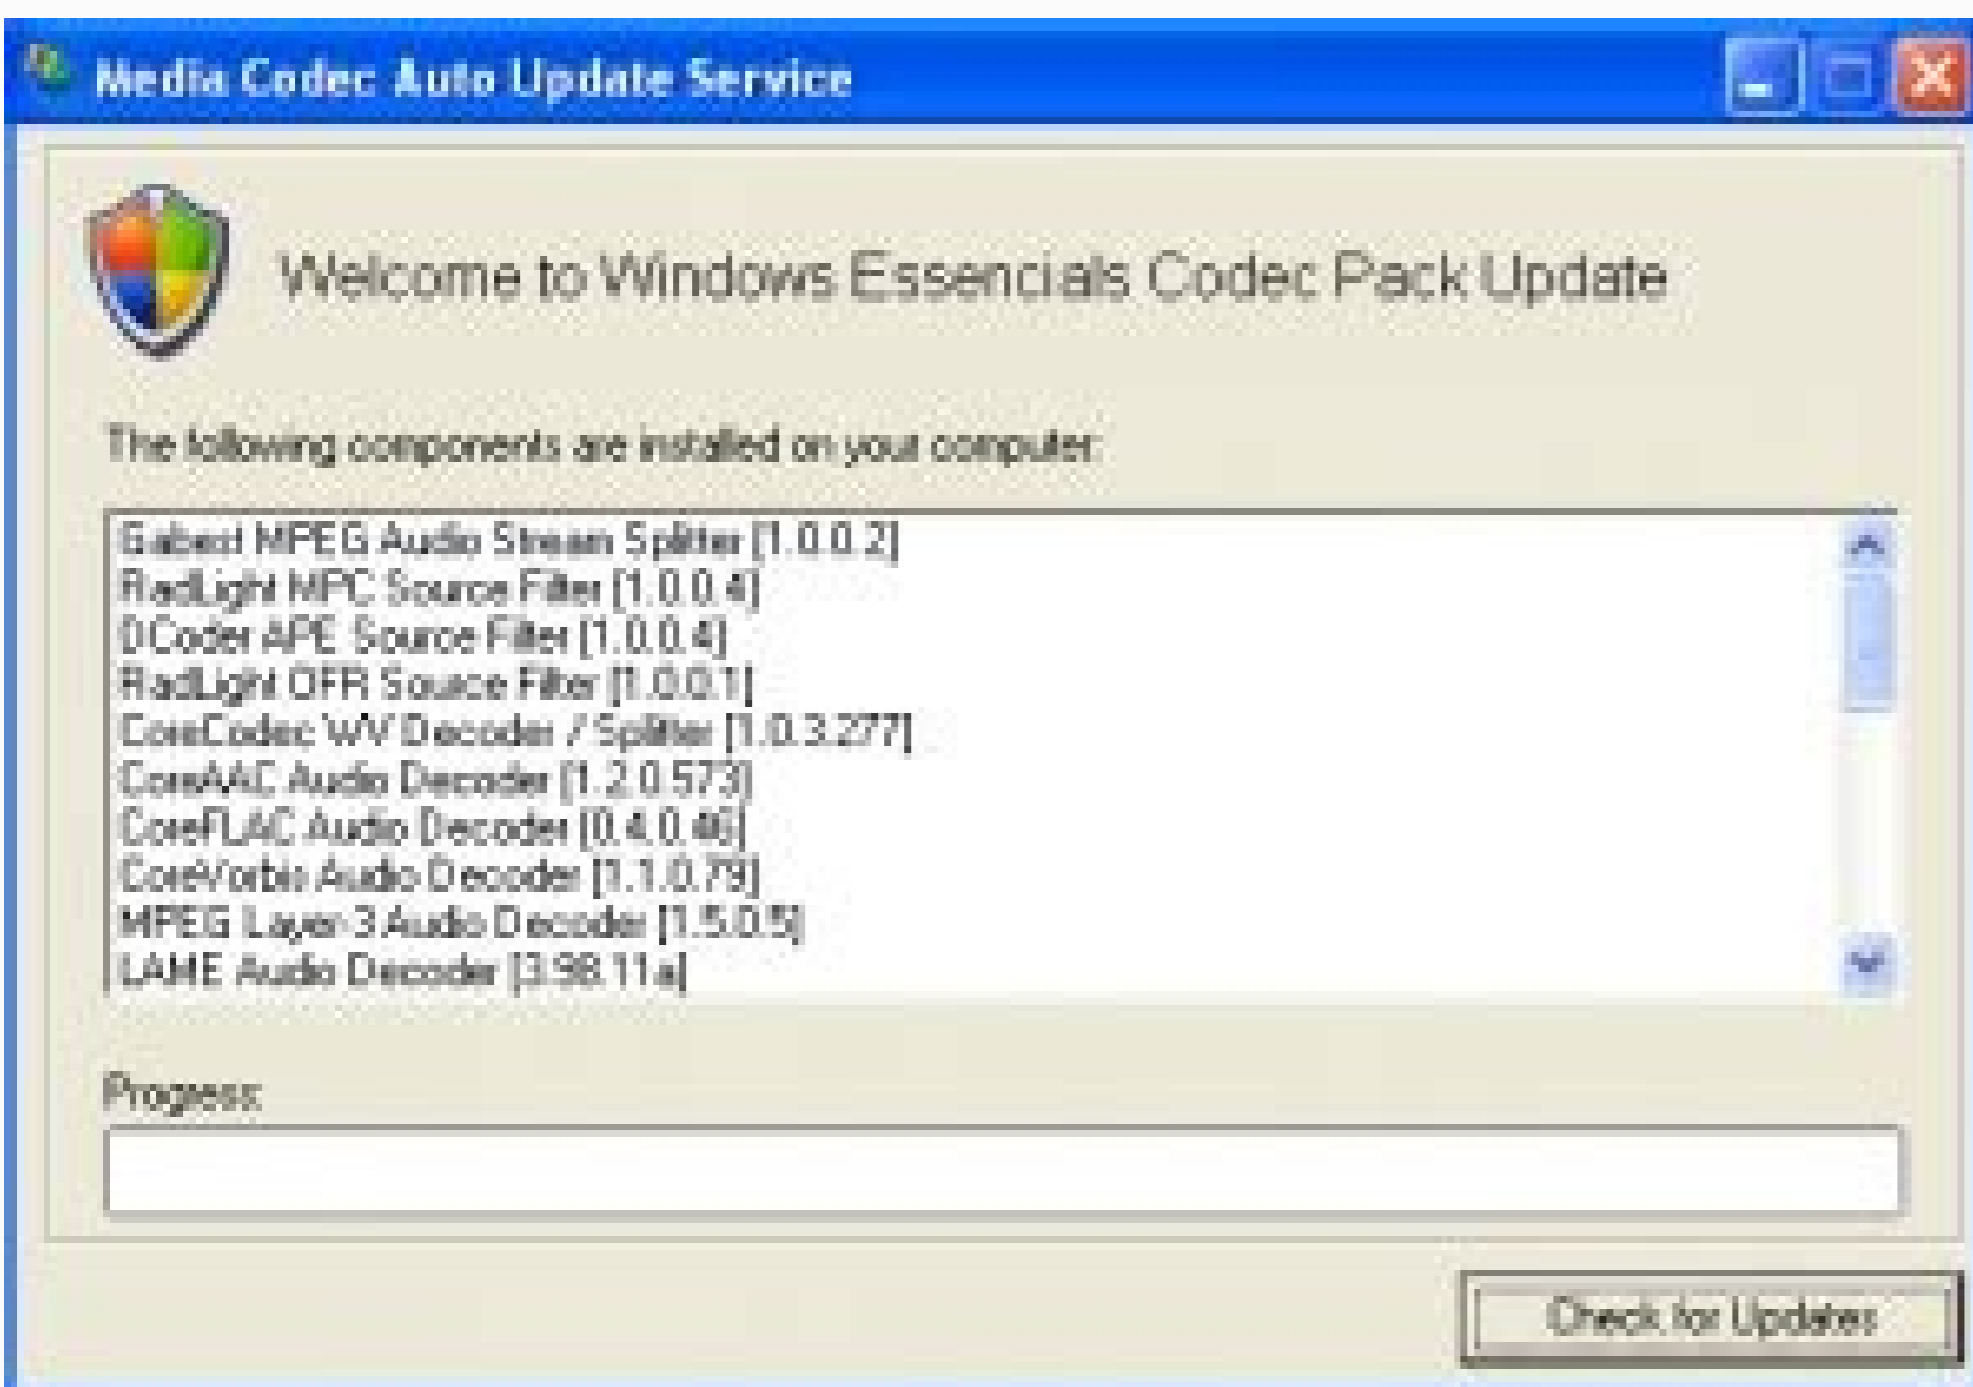 Media Codec Auto Update Service
Welcome to Windows Essencials Codec Pack Update
The following components are installed on your computer:
Gabest MPEG Audio Stream Splitter [1.0.0.2]
RadLight MPC Source Filter [1.0.0.4]
DCoder APE Source Filter [1.0.0.4]
RadLight OFR Source Filter [1.0.0.1]
CoreCodec WV Decoder / Splitter [1.0.3.277]
CoreAAC Audio Decoder [1.2.0.573]
CoreFLAC Audio Decoder [0.4.0.46]
CoreVorbis Audio Decoder [1.1.0.79]
MPEG Layer-3 Audio Decoder [1.5.0.5]
LAME Audio Decoder [3.98.11a]
Progress:
Check for Updates